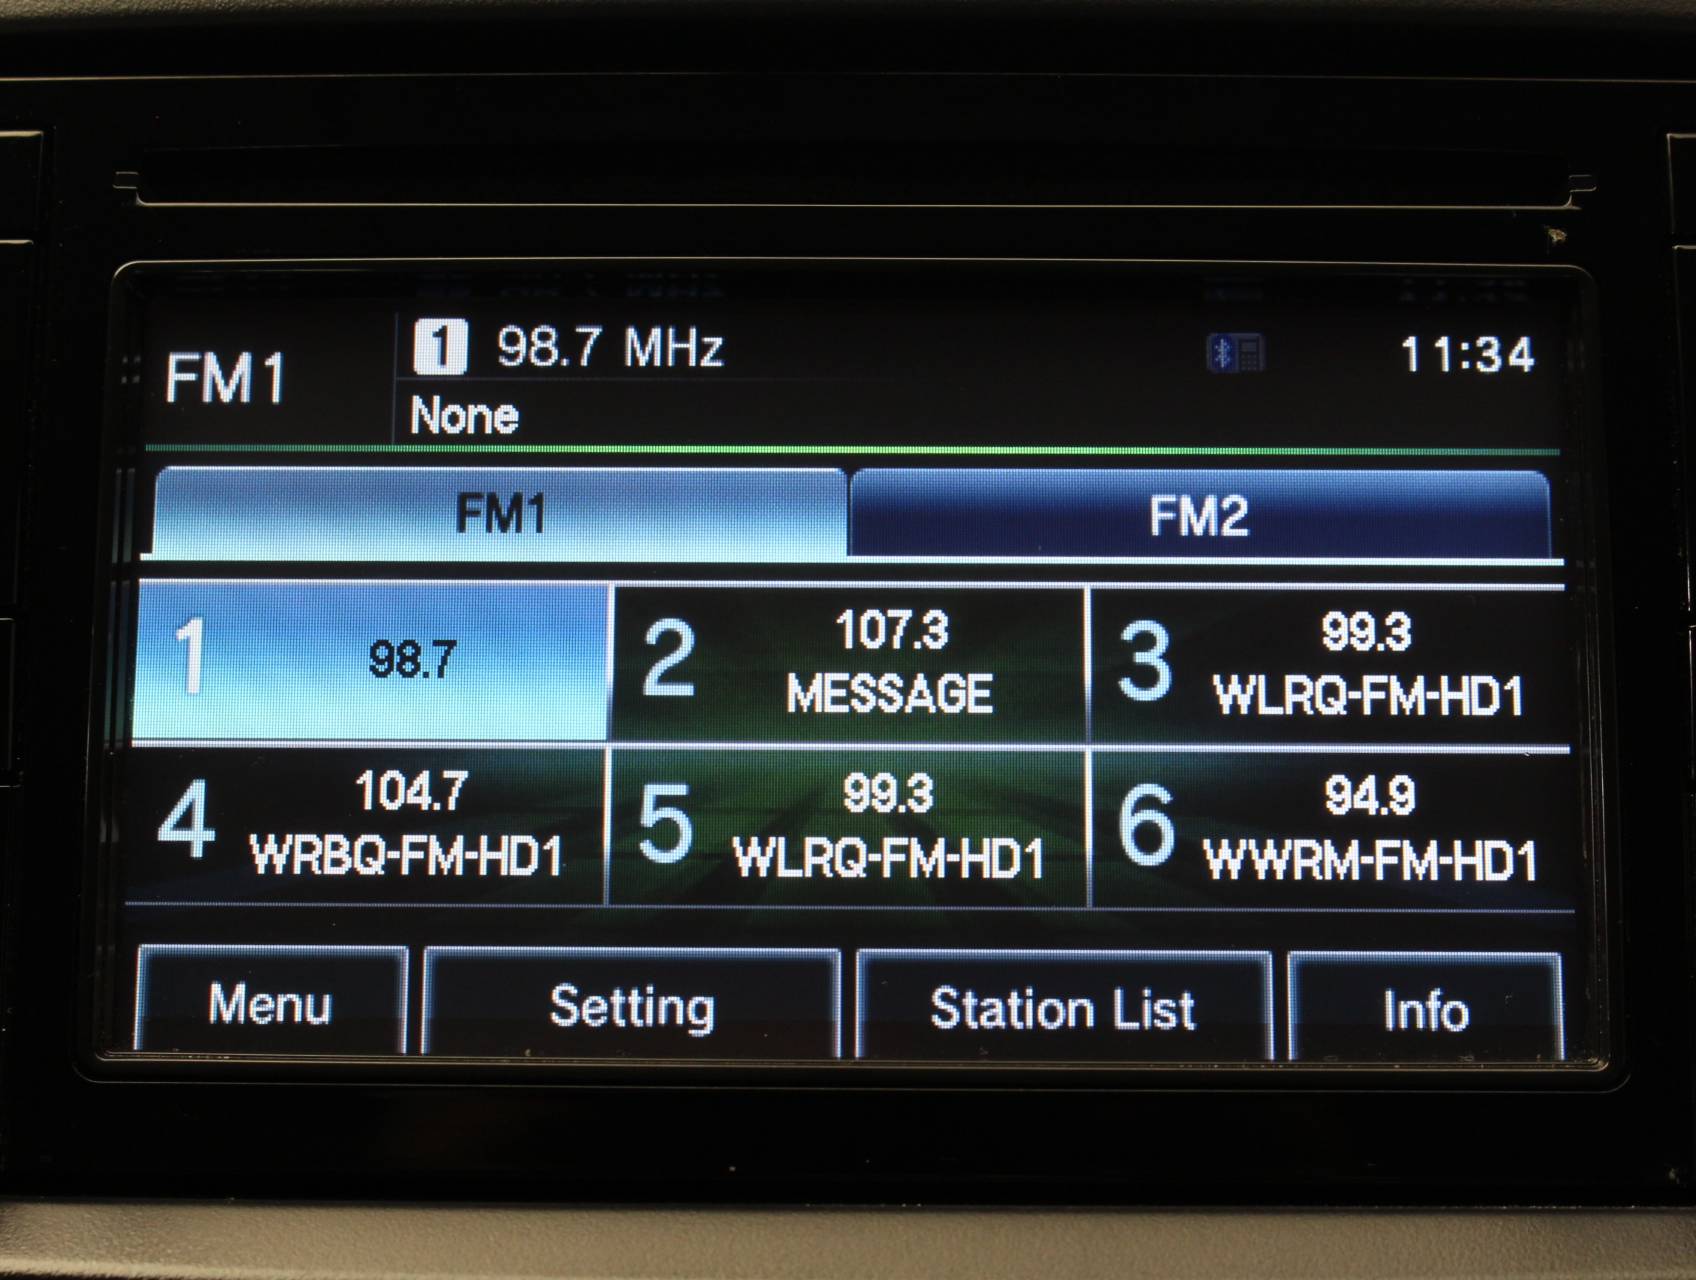 FM1
1 98.7 MHz
11:34
None
FM1
FM2
1
98.7
2
107.3
MESSAGE
3
99.3
WLRQ-FM-HD1
4
104.7
WRBQ-FM-HD1
5
99.3
WLRQ-FM-HD1
6
94.9
WWRM-FM-HD1
Menu
Setting
Station List
Info